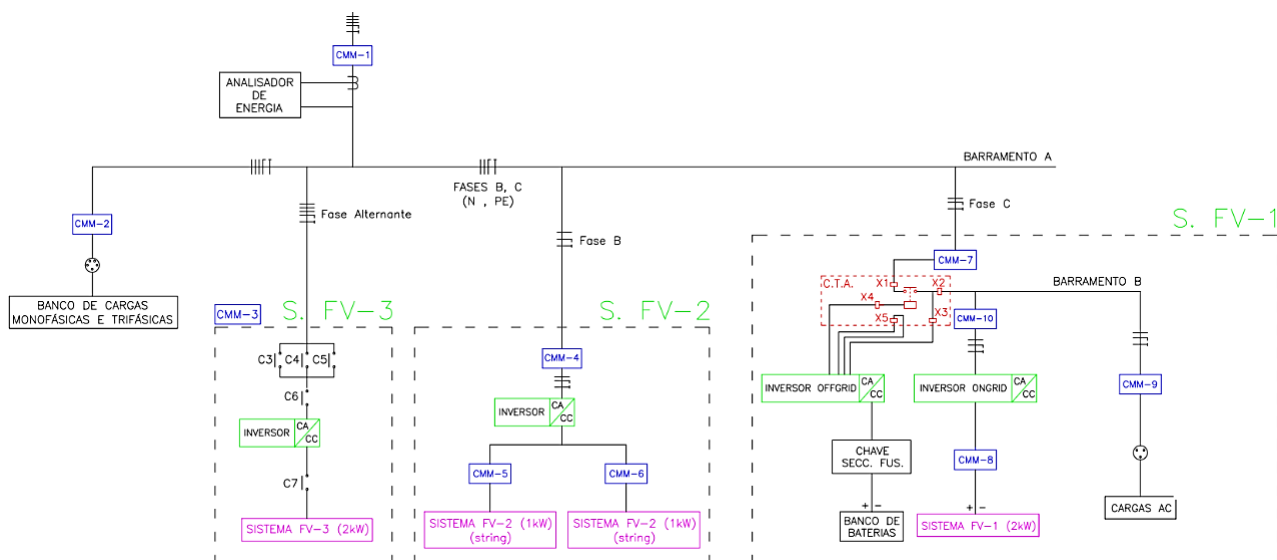 CMM-1
ANALISADOR
DE
ENERGIA
BARRAMENTO A
FASES B, C
(N , PE)
Fase Alternante
Fase B
Fase C
CMM-2
BANCO DE CARGAS
MONOFÁSICAS E TRIFÁSICAS
CMM-3
S. FV-3
C3
C4
C5
C6
INVERSOR
CA
CC
C7
SISTEMA FV-3 (2kW)
S. FV-2
CMM-4
INVERSOR
CA
CC
CMM-5
CMM-6
SISTEMA FV-2 (1kW)
(string)
SISTEMA FV-2 (1kW)
(string)
S. FV-1
CMM-7
C.T.A.
X1
X2
X4
X3
X5
BARRAMENTO B
CMM-10
INVERSOR OFFGRID
CA
CC
INVERSOR ONGRID
CA
CC
CMM-9
CHAVE
SECC. FUS.
CMM-8
+ -
BANCO DE
BATERIAS
+ -
SISTEMA FV-1 (2kW)
CARGAS AC